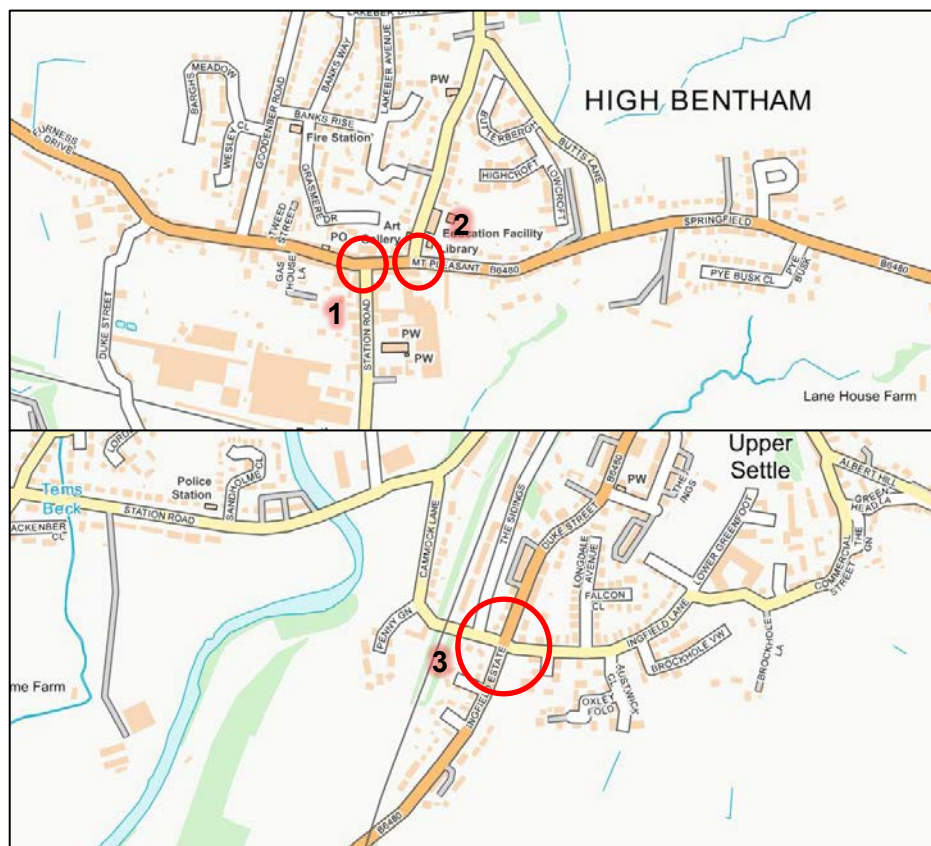 LAKEBER DRIVE
BARGHS MEADOW
WESLEY CL
GOODENBER ROAD
BANKS WAY
LAKEBER AVENUE
BANKS RISE
Fire Station
GRASMERE DR
PW
HIGH BENTHAM
BUTTERBERGH
HIGHCROFT
LOWCROFT
BUTTS LANE
DRIVE
TWEED STREET
PO
Art
Gallery
2
Education Facility
Library
GAS HOUSE LA
MT PLEASANT
B6480
SPRINGFIELD
PYE BUSK CL
PYE BUSK
B6480
1
DUKE STREET
STATION ROAD
PW
PW
Lane House Farm
Upper
Settle
Police
Station
SANDHOLME CL
Tems
Beck
STATION ROAD
CAMMOCK LANE
THE SIDINGS
DUKE STREET
B6480
PW
THE INGS
ALBERT HILL
GREEN HEAD LA
THE GN
COMMERCIAL STREET
LOWER GREENFOOT
LONGDALE AVENUE
FALCON CL
INGFIELD LANE
BROCKHOLE VW
BROCKHOLE LA
PENNY GN
3
INGFIELD ESTATE
OXLEY FOLD
B6480
me Farm